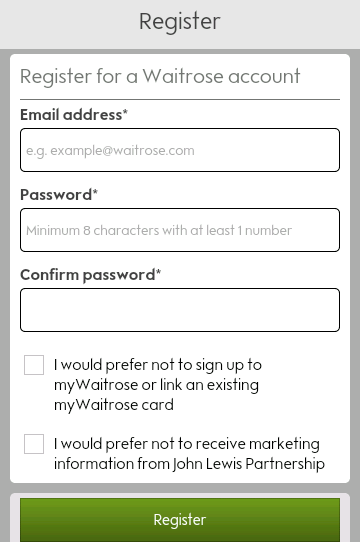 Register
Register for a Waitrose account
Email address*
e.g. example@waitrose.com
Password*
Minimum 8 characters with at least 1 number
Confirm password*
I would prefer not to sign up to
myWaitrose or link an existing
myWaitrose card
I would prefer not to receive marketing
information from John Lewis Partnership
Register